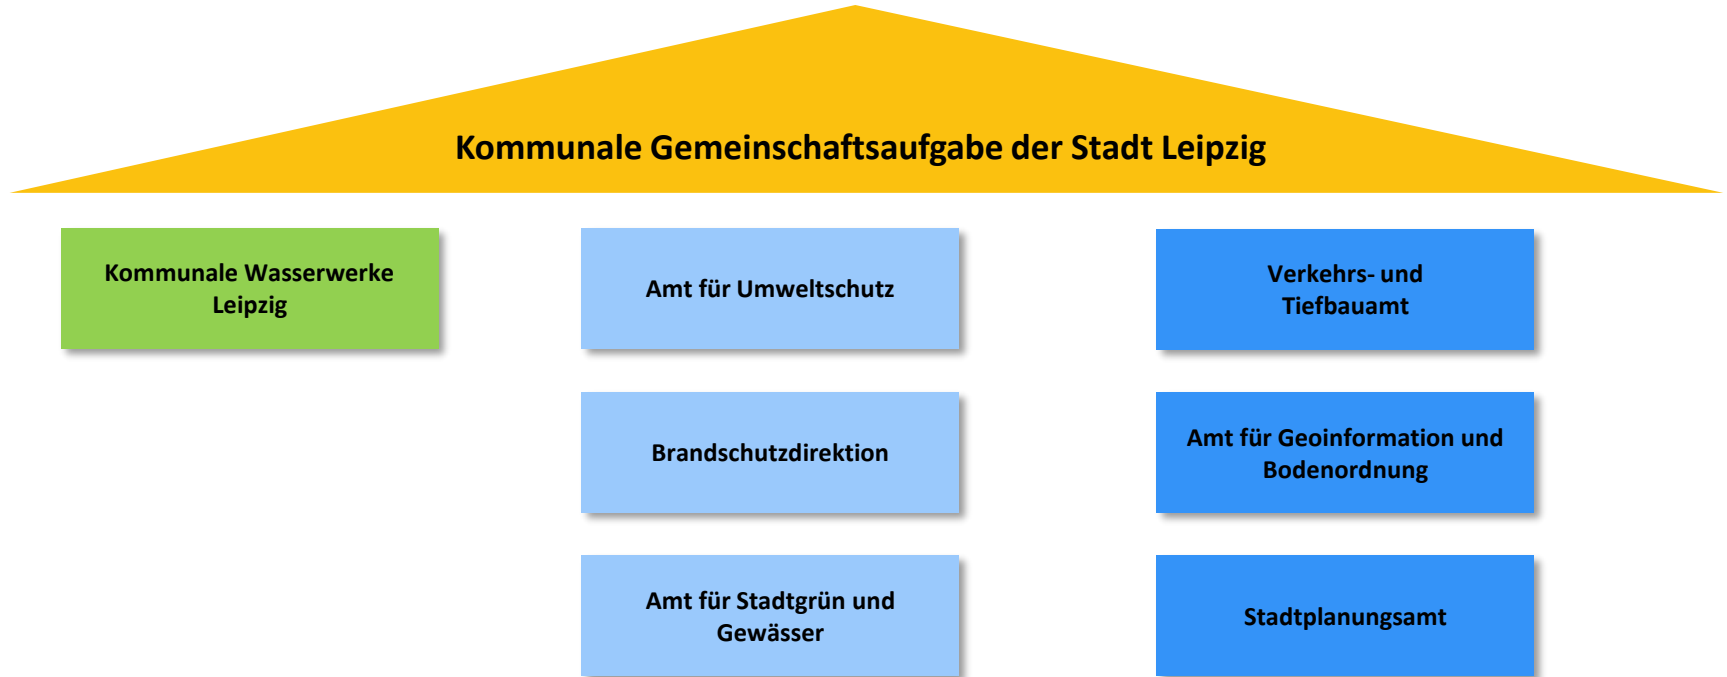 Kommunale Gemeinschaftsaufgabe der Stadt Leipzig
Kommunale Wasserwerke
Leipzig
Amt für Umweltschutz
Verkehrs- und
Tiefbauamt
Brandschutzdirektion
Amt für Geoinformation und
Bodenordnung
Amt für Stadtgrün und
Gewässer
Stadtplanungsamt